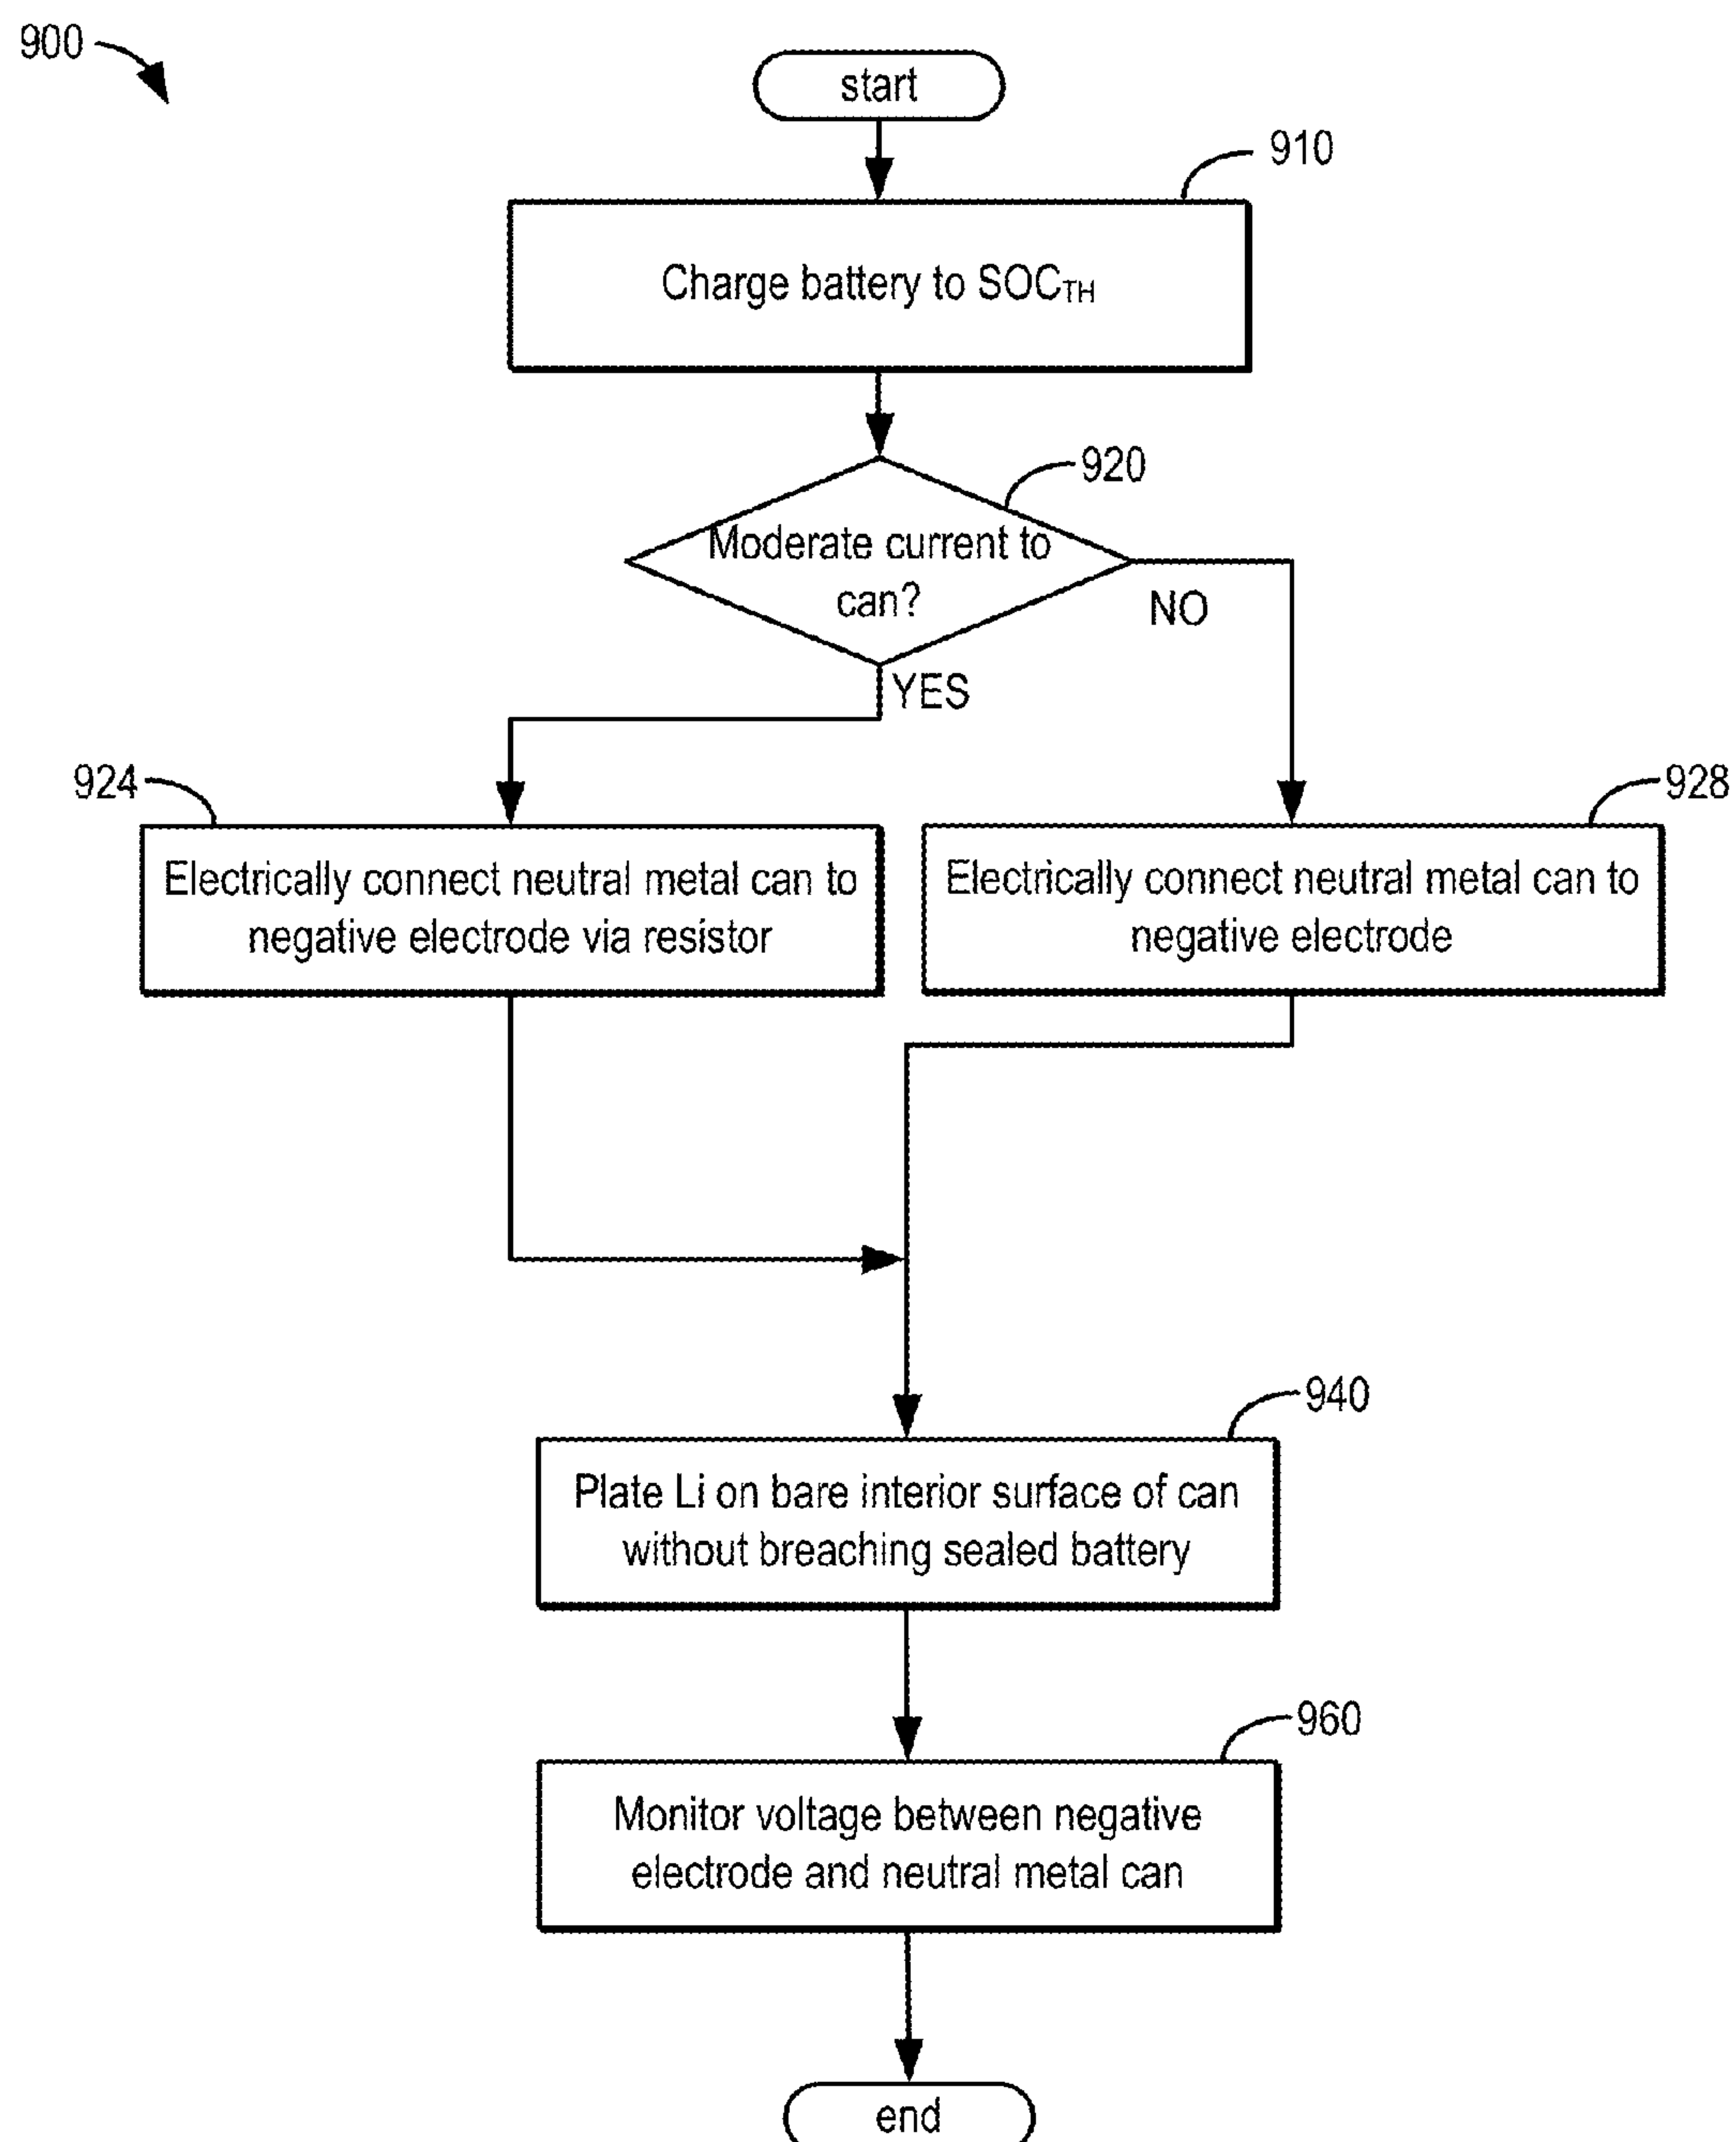 900
start
910
Charge battery to SOCTH
920
Moderate current to
can?
NO
YES
924
928
Electrically connect neutral metal can to
negative electrode via resistor
Electrically connect neutral metal can to
negative electrode
940
Plate Li on bare interior surface of can
without breaching sealed battery
960
Monitor voltage between negative
electrode and neutral metal can
end